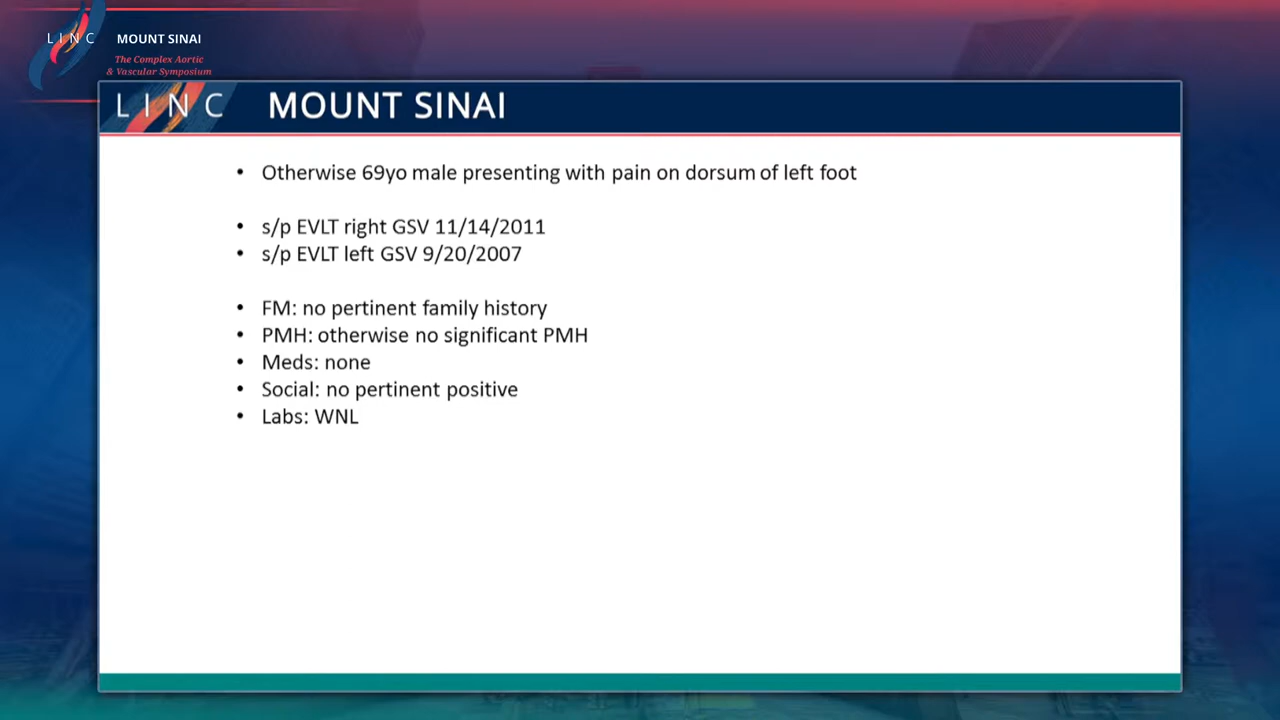 LINC MOUNT SINAI
The Complex Aortic
& Vascular Symposium
LINC MOUNT SINAI
• Otherwise 69yo male presenting with pain on dorsum of left foot
• s/p EVLT right GSV 11/14/2011
• s/p EVLT left GSV 9/20/2007
• FM: no pertinent family history
• PMH: otherwise no significant PMH
• Meds: none
• Social: no pertinent positive
• Labs: WNL